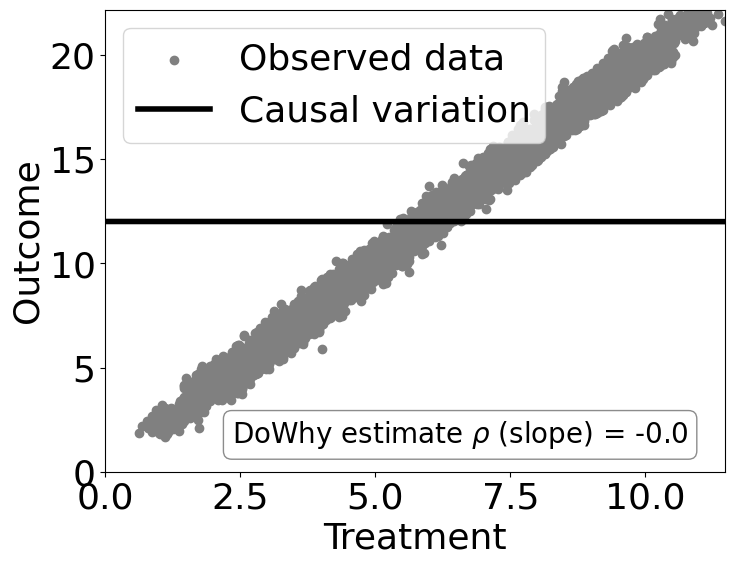 Observed data
Causal variation
20
15
10
5
0
Outcome
DoWhy estimate ρ (slope) = -0.0
0.0 2.5 5.0 7.5 10.0
Treatment